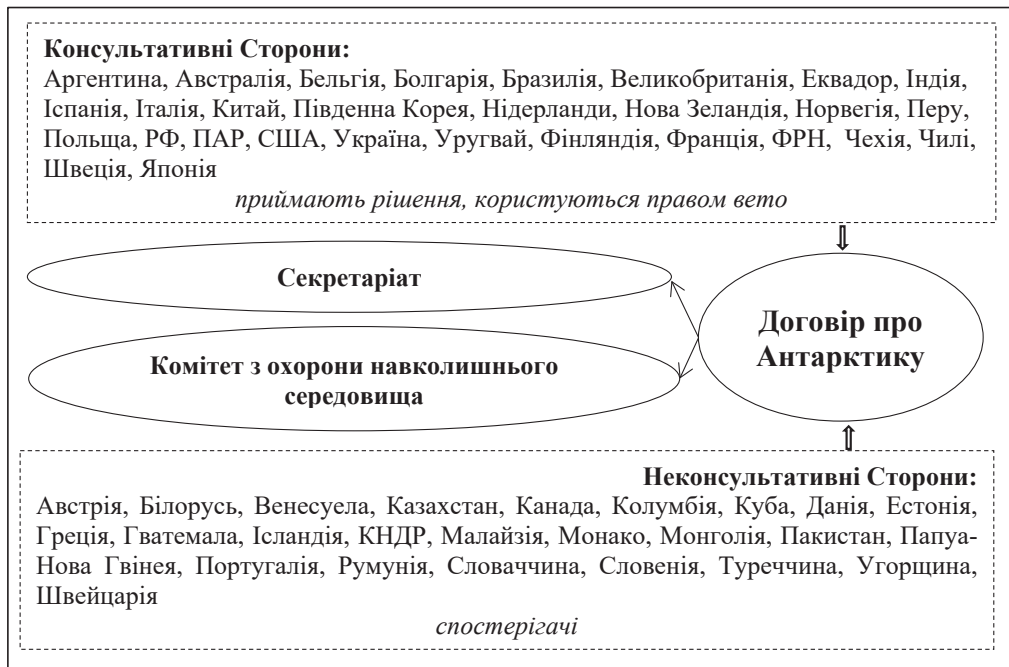 Консультативні Сторони:
Аргентина, Австралія, Бельгія, Болгарія, Бразилія, Великобританія, Еквадор, Індія,
Іспанія, Італія, Китай, Південна Корея, Нідерланди, Нова Зеландія, Норвегія, Перу,
Польща, РФ, ПАР, США, Україна, Уругвай, Фінляндія, Франція, ФРН, Чехія, Чилі,
Швеція, Японія
приймають рішення, користуються правом вето
Секретаріат
Договір про
Антарктику
Комітет з охорони навколишнього
середовища
Неконсультативні Сторони:
Австрія, Білорусь, Венесуела, Казахстан, Канада, Колумбія, Куба, Данія, Естонія,
Греція, Гватемала, Ісландія, КНДР, Малайзія, Монако, Монголія, Пакистан, Папуа-
Нова Гвінея, Португалія, Румунія, Словаччина, Словенія, Туреччина, Угорщина,
Швейцарія
спостерігачі